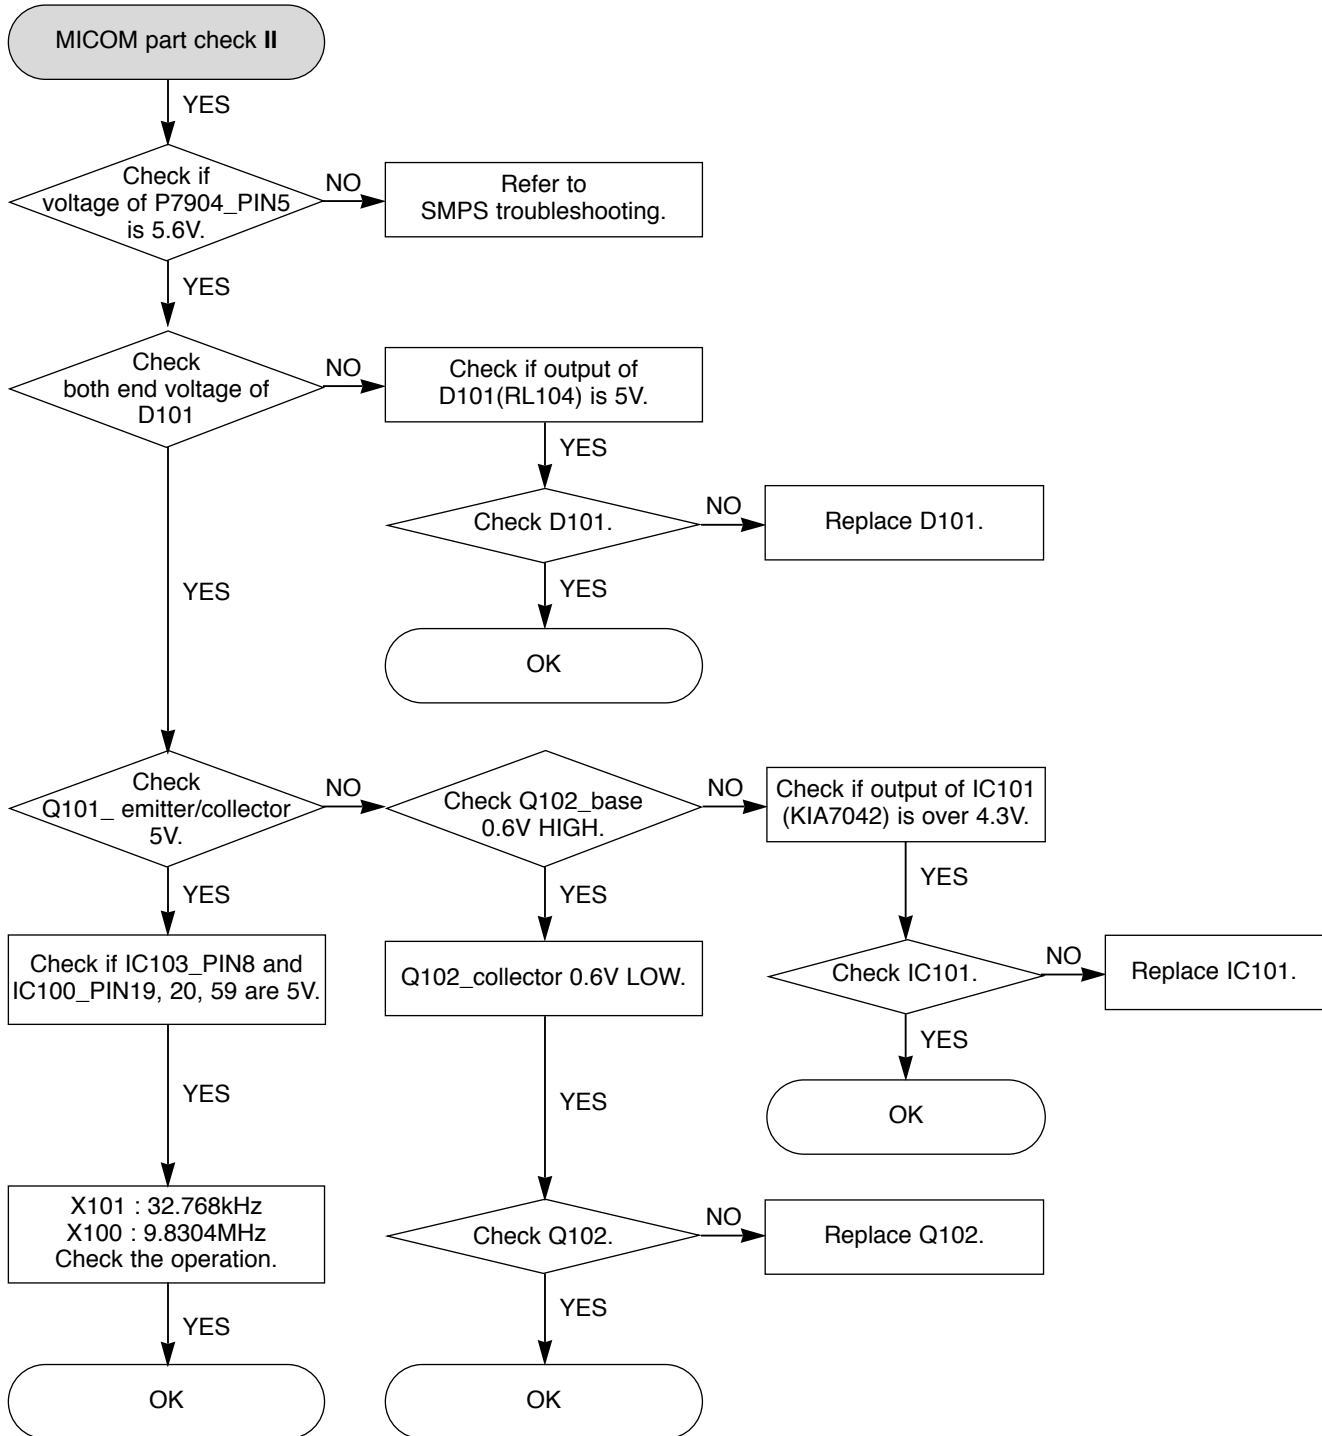 MICOM part check II
YES
Check if
voltage of P7904_PIN5
is 5.6V.
NO
Refer to
SMPS troubleshooting.
YES
Check
both end voltage of
D101
NO
Check if output of
D101(RL104) is 5V.
YES
Check D101.
NO
Replace D101.
YES
OK
YES
Check
Q101_ emitter/collector
5V.
NO
Check Q102_base
0.6V HIGH.
NO
Check if output of IC101
(KIA7042) is over 4.3V.
YES
Check IC101.
NO
Replace IC101.
YES
OK
YES
Q102_collector 0.6V LOW.
YES
Check Q102.
NO
Replace Q102.
YES
OK
YES
Check if IC103_PIN8 and
IC100_PIN19, 20, 59 are 5V.
YES
X101 : 32.768kHz
X100 : 9.8304MHz
Check the operation.
YES
OK